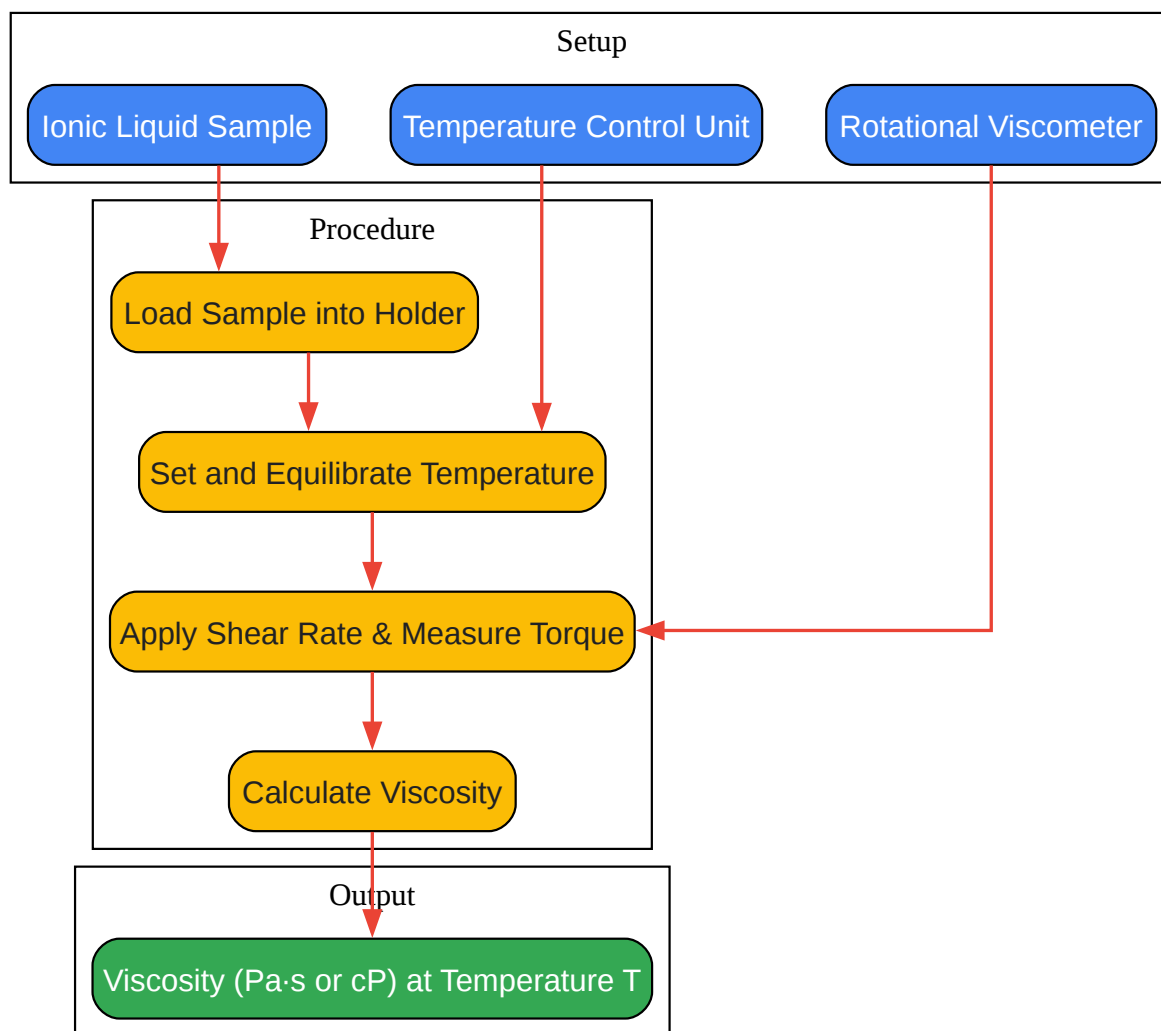 Setup
Ionic Liquid Sample
Temperature Control Unit
Rotational Viscometer
Procedure
Load Sample into Holder
Set and Equilibrate Temperature
Apply Shear Rate & Measure Torque
Calculate Viscosity
Output
Viscosity (Pa·s or cP) at Temperature T